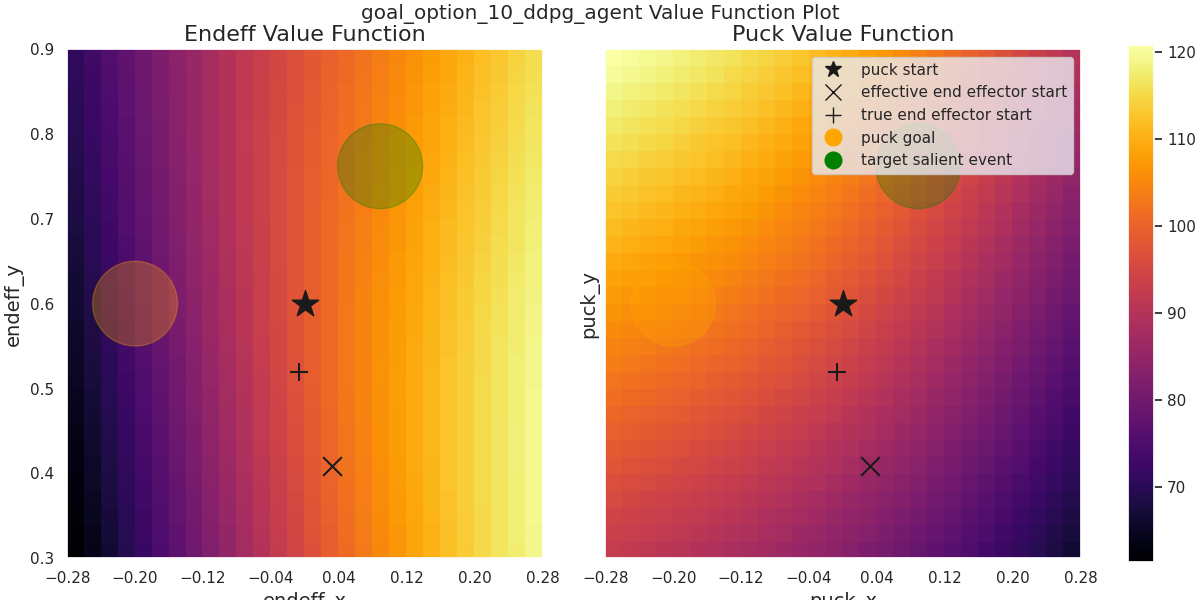 goal_option_10_ddpg_agent Value Function Plot
Endeff Value Function
Puck Value Function
puck start
effective end effector start
true end effector start
puck goal
target salient event
endeff_y
0.9
0.8
0.7
0.6
0.5
0.4
0.3
−0.28 −0.20 −0.12 −0.04 0.04 0.12 0.20 0.28
endeff_x
puck_y
−0.28 −0.20 −0.12 −0.04 0.04 0.12 0.20 0.28
puck_x
120
110
100
90
80
70